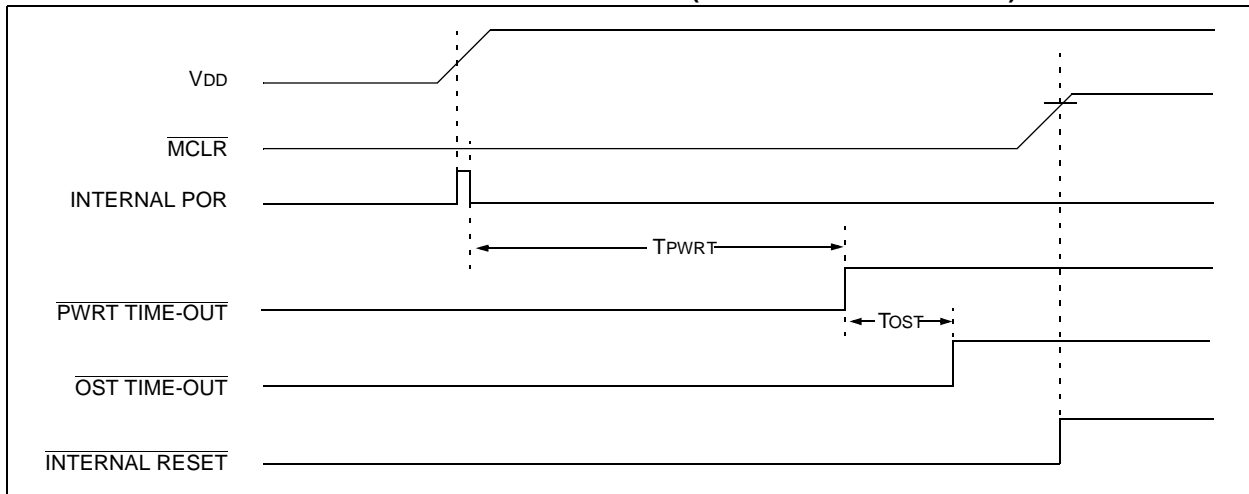 VDD
MCLR
INTERNAL POR
TPWRT
PWRT TIME-OUT
TOST
OST TIME-OUT
INTERNAL RESET